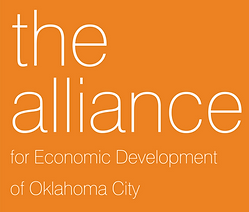 the
alliance
for Economic Development
of Oklahoma City